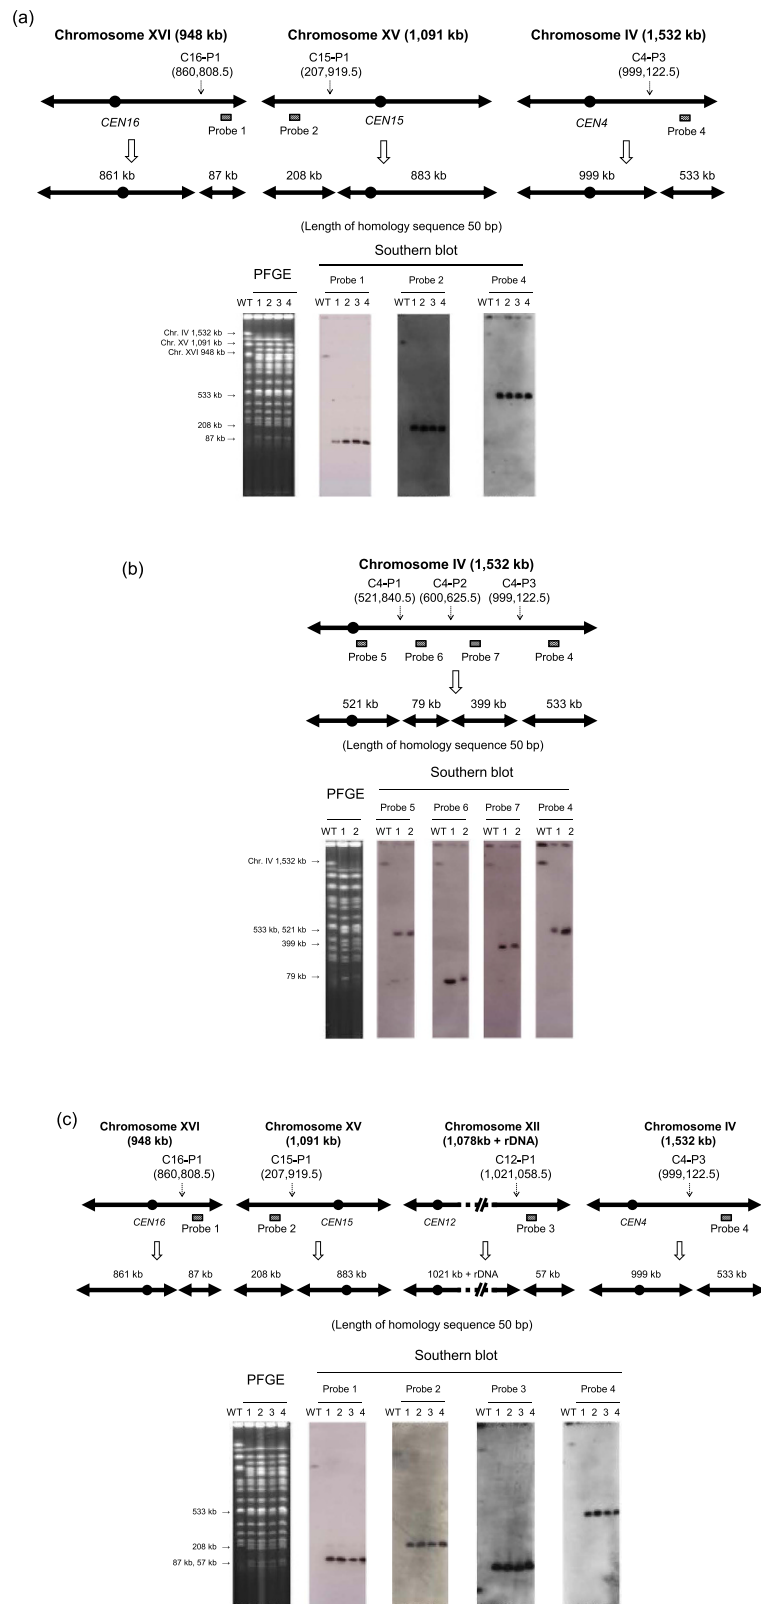 (a)
Chromosome XVI (948 kb) Chromosome XV (1,091 kb) Chromosome IV (1,532 kb)
C16-P1 C15-P1 C4-P3
(860,808.5) (207,919.5) (999,122.5)
CEN16 Probe 1 Probe 2 CEN15 CEN4 Probe 4
861 kb 87 kb 208 kb 883 kb 999 kb 533 kb
(Length of homology sequence 50 bp)
Southern blot
PFGE Probe 1 Probe 2 Probe 4
WT 1 2 3 4 WT 1 2 3 4 WT 1 2 3 4 WT 1 2 3 4
Chr. IV 1,532 kb →
Chr. XV 1,091 kb →
Chr. XVI 948 kb →
533 kb →
208 kb →
87 kb →
(b)
Chromosome IV (1,532 kb)
C4-P1 C4-P2 C4-P3
(521,840.5) (600,625.5) (999,122.5)
Probe 5 Probe 6 Probe 7 Probe 4
521 kb 79 kb 399 kb 533 kb
(Length of homology sequence 50 bp)
Southern blot
PFGE Probe 5 Probe 6 Probe 7 Probe 4
WT 1 2 WT 1 2 WT 1 2 WT 1 2 WT 1 2
Chr. IV 1,532 kb →
533 kb, 521 kb →
399 kb →
79 kb →
(c)
Chromosome XVI Chromosome XV Chromosome XII Chromosome IV
(948 kb) (1,091 kb) (1,078kb + rDNA) (1,532 kb)
C16-P1 C15-P1 C12-P1 C4-P3
(860,808.5) (207,919.5) (1,021,058.5) (999,122.5)
CEN16 Probe 1 Probe 2 CEN15 CEN12 Probe 3 CEN4 Probe 4
861 kb 87 kb 208 kb 883 kb 1021 kb + rDNA 57 kb 999 kb 533 kb
(Length of homology sequence 50 bp)
Southern blot
PFGE Probe 1 Probe 2 Probe 3 Probe 4
WT 1 2 3 4 WT 1 2 3 4 WT 1 2 3 4 WT 1 2 3 4 WT 1 2 3 4
533 kb →
208 kb →
87 kb, 57 kb →